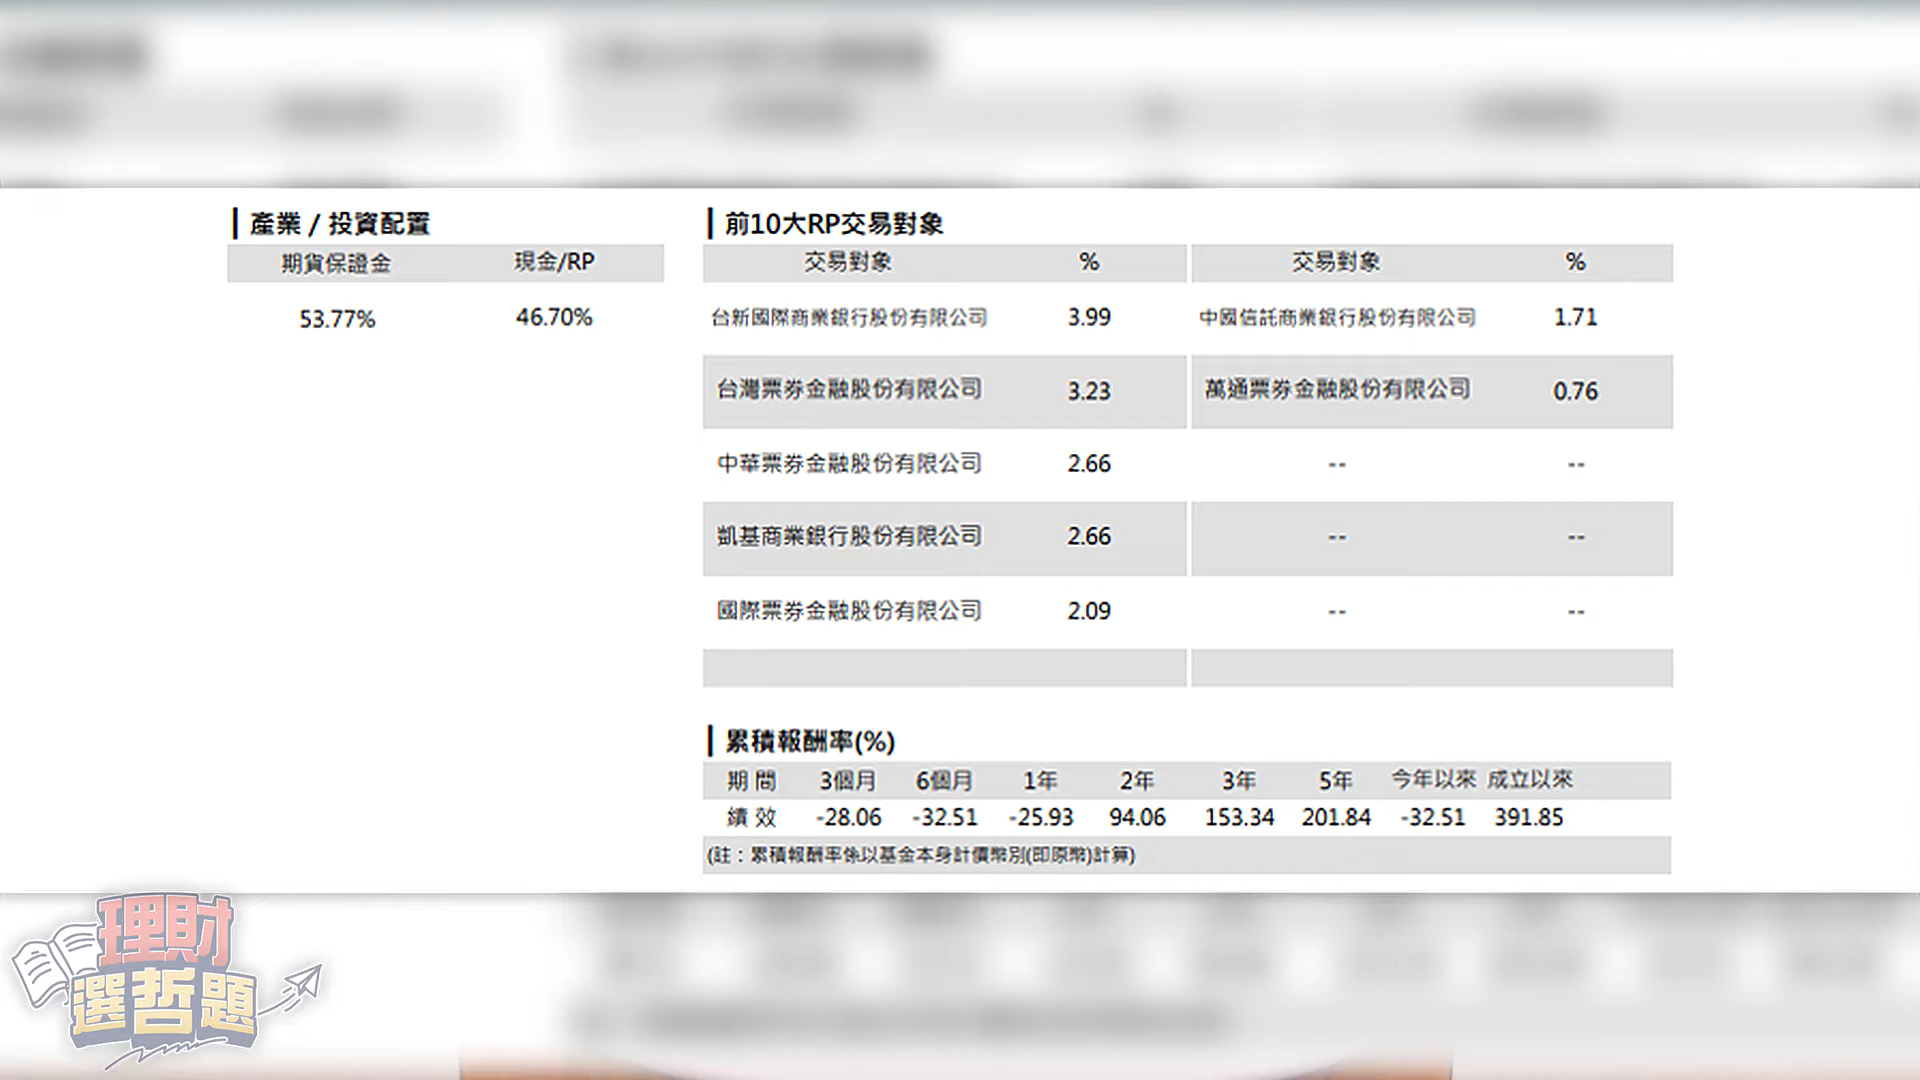 產業 / 投資配置
期貨保證金 現金/RP
53.77% 46.70%
前10大RP交易對象
交易對象 % 交易對象 %
台新國際商業銀行股份有限公司 3.99 中國信託商業銀行股份有限公司 1.71
台灣票券金融股份有限公司 3.23 萬通票券金融股份有限公司 0.76
中華票券金融股份有限公司 2.66 -- --
凱基商業銀行股份有限公司 2.66 -- --
國際票券金融股份有限公司 2.09 -- --
累積報酬率(%)
期間 3個月 6個月 1年 2年 3年 5年 今年以來 成立以來
績效 -28.06 -32.51 -25.93 94.06 153.34 201.84 -32.51 391.85
(註：累積報酬率係以基金本身計價幣別(即原幣)計算)
理財
選哲題